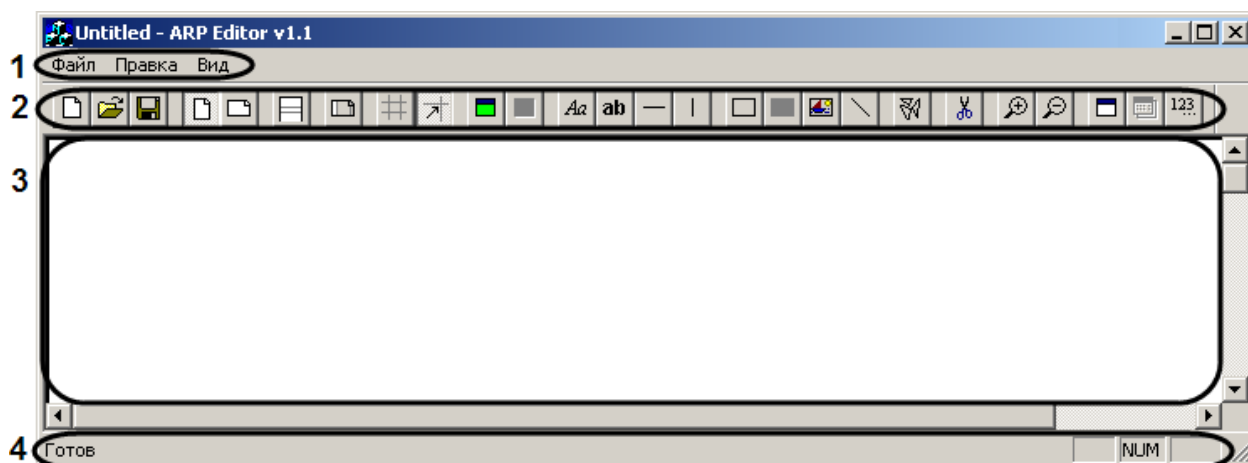 Untitled - ARP Editor v1.1
1 Файл Правка Вид
2 Aa ab 123
3
4 Готов NUM